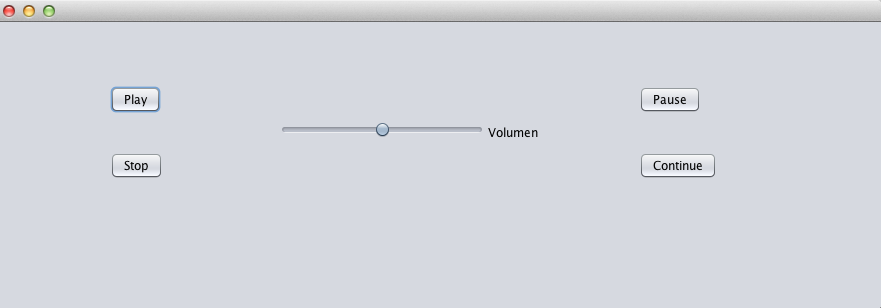 Play
Pause
Volumen
Stop
Continue